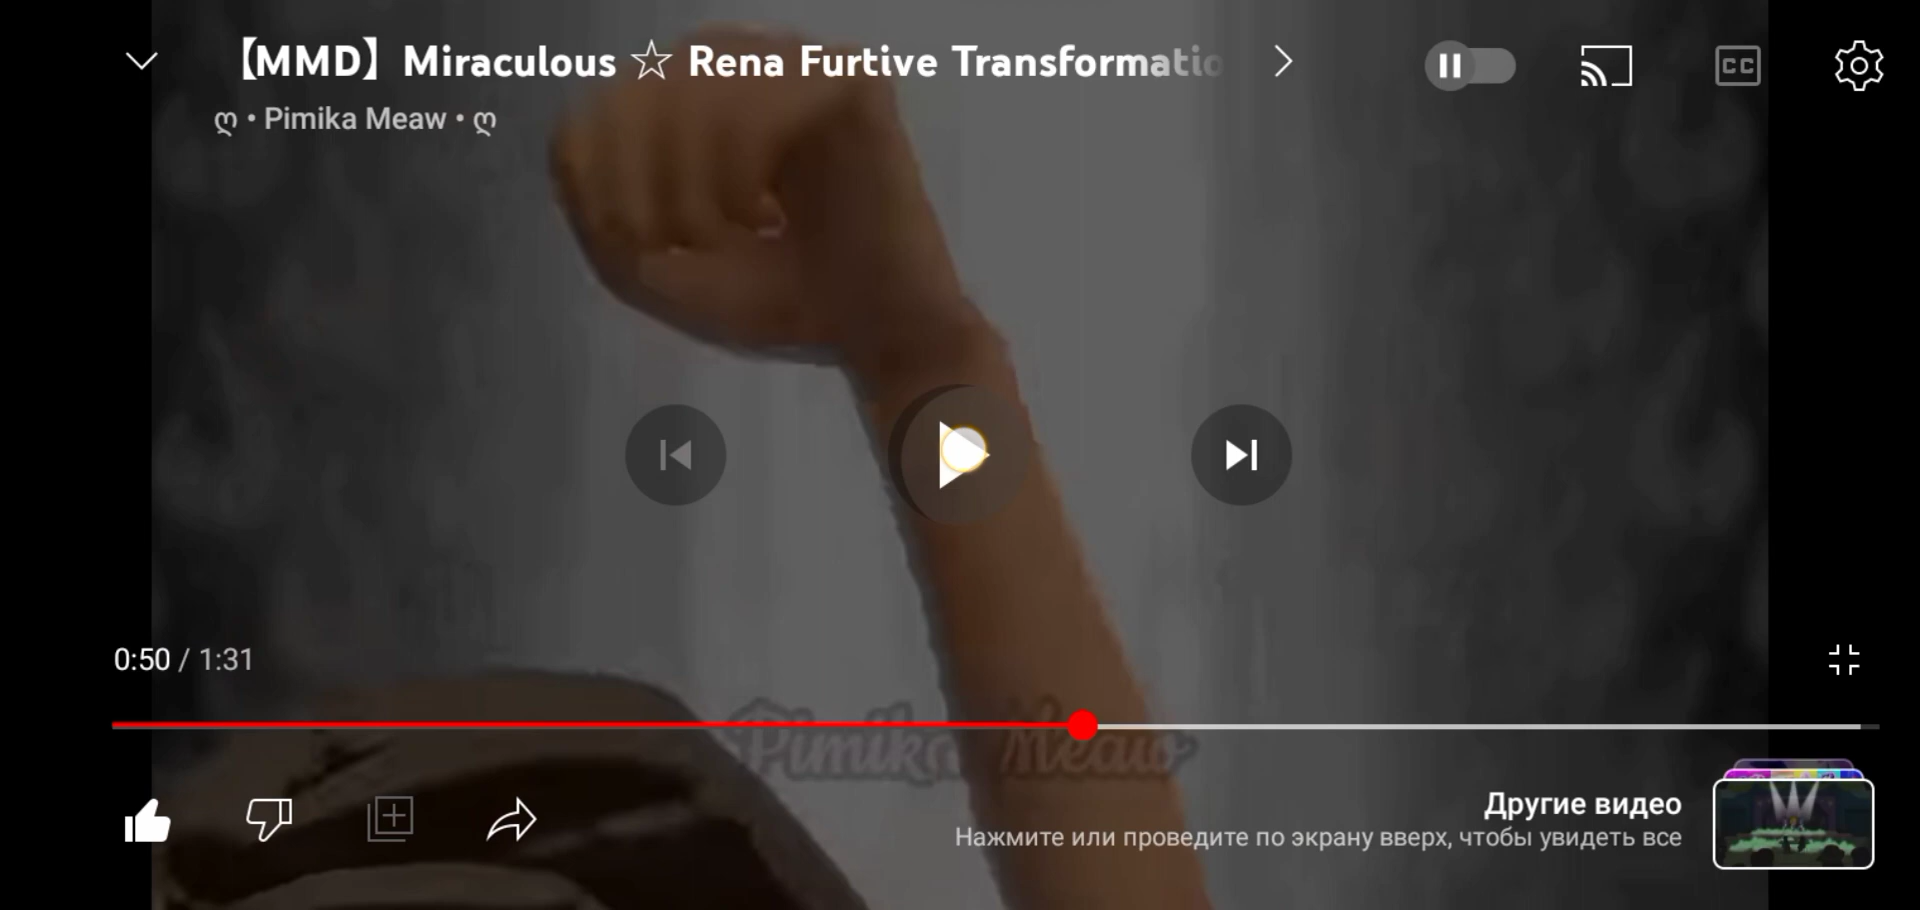 【MMD】 Miraculous ☆ Rena Furtive Transformatio
ღ • Pimika Meaw • ღ
CC
0:50 / 1:31
Pimika Meaw
Другие видео
Нажмите или проведите по экрану вверх, чтобы увидеть все